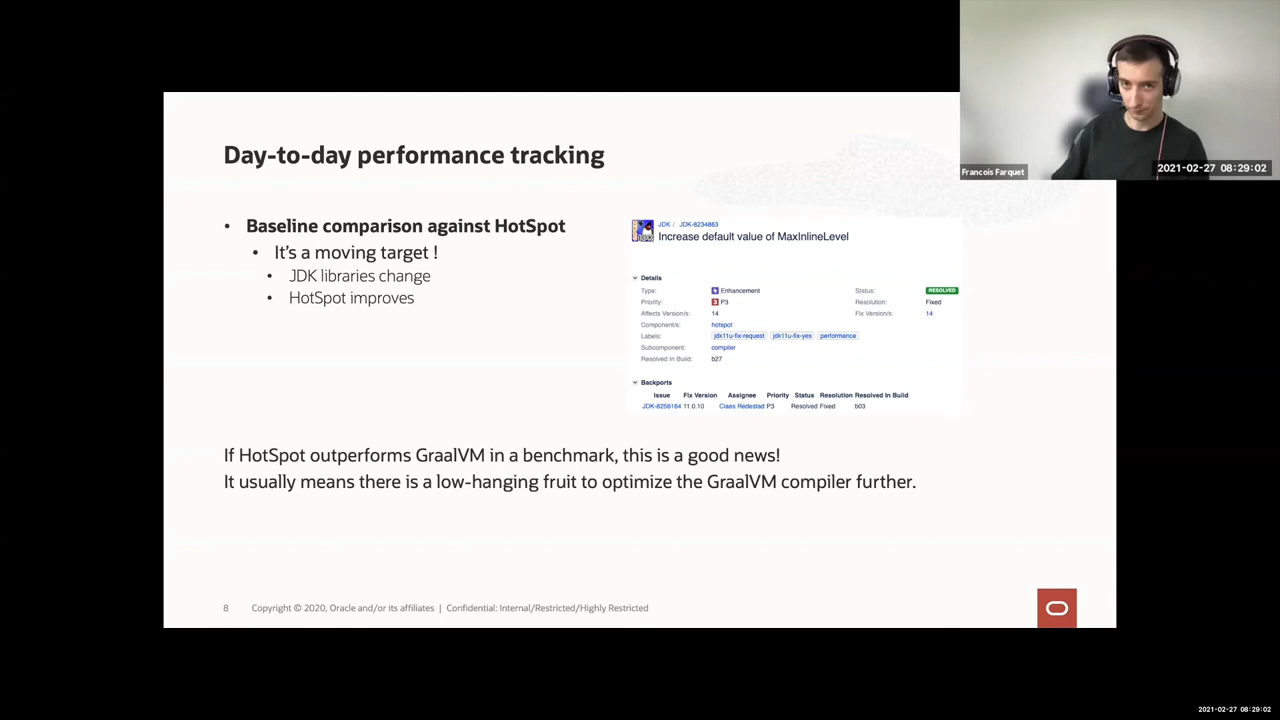 Francois Farquet
2021-02-27 08:29:02
Day-to-day performance tracking
• Baseline comparison against HotSpot
• It's a moving target !
• JDK libraries change
• HotSpot improves
JDK / JDK-8234863
Increase default value of MaxInlineLevel
Details
Type: Enhancement Status: RESOLVED
Priority: P3 Resolution: Fixed
Affects Version/s: 14 Fix Version/s: 14
Component/s: hotspot
Labels: jdk11u-fix-request jdk11u-fix-yes performance
Subcomponent: compiler
Resolved In Build: b27
Backports
Issue Fix Version Assignee Priority Status Resolution Resolved In Build
JDK-8258164 11.0.10 Claes Redestad P3 Resolved Fixed b03
If HotSpot outperforms GraalVM in a benchmark, this is a good news!
It usually means there is a low-hanging fruit to optimize the GraalVM compiler further.
8 Copyright © 2020, Oracle and/or its affiliates | Confidential: Internal/Restricted/Highly Restricted
2021-02-27 08:29:02